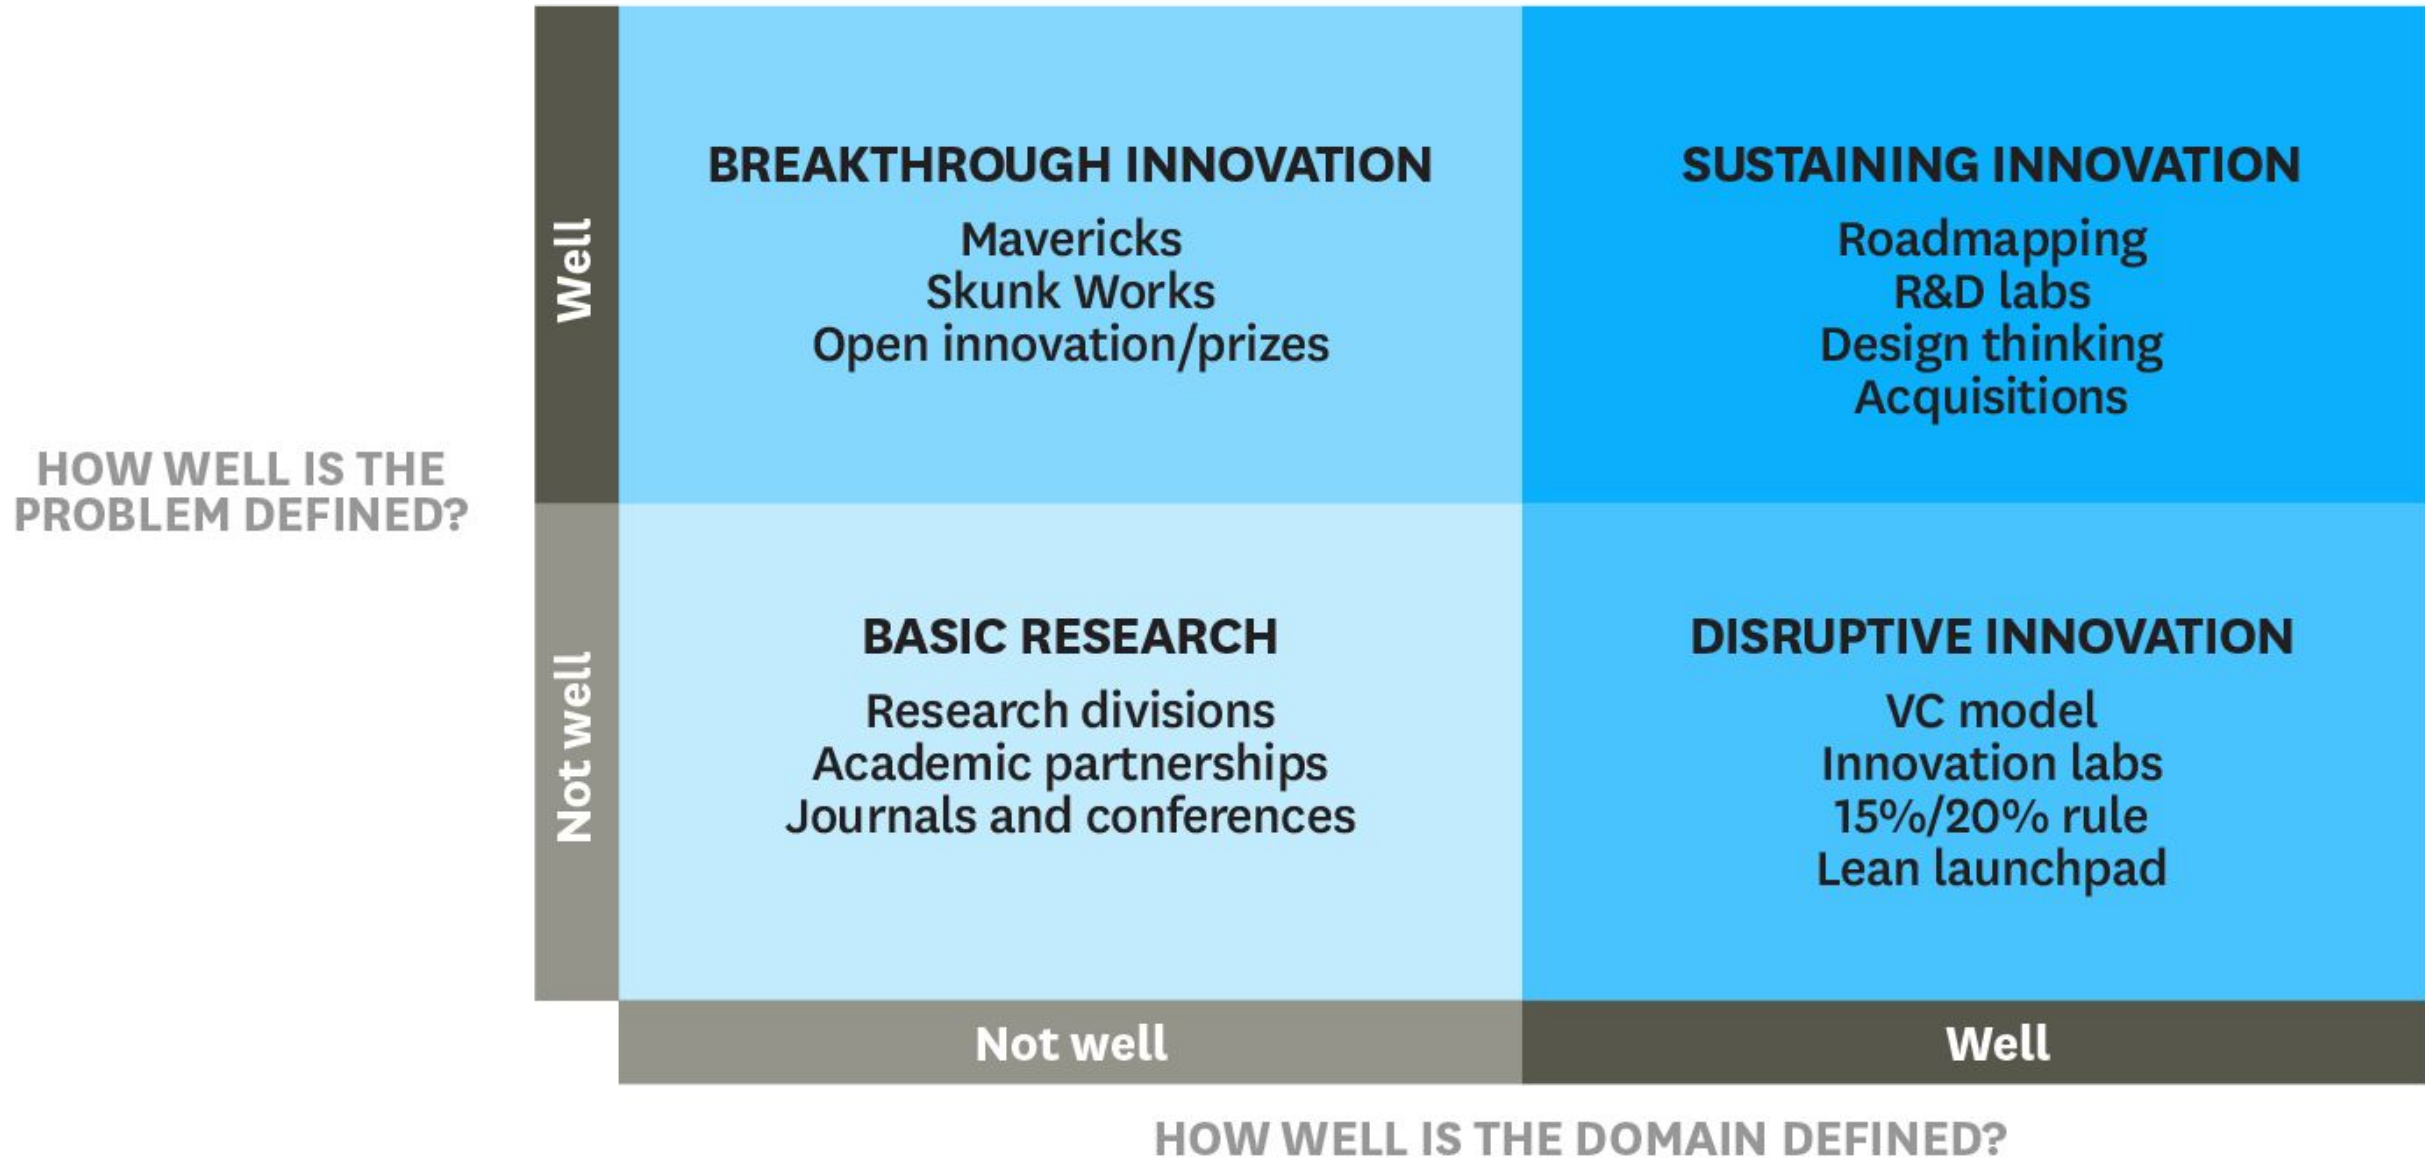 HOW WELL IS THE
PROBLEM DEFINED?
Well
BREAKTHROUGH INNOVATION
Mavericks
Skunk Works
Open innovation/prizes
SUSTAINING INNOVATION
Roadmapping
R&D labs
Design thinking
Acquisitions
Not well
BASIC RESEARCH
Research divisions
Academic partnerships
Journals and conferences
DISRUPTIVE INNOVATION
VC model
Innovation labs
15%/20% rule
Lean launchpad
Not well
Well
HOW WELL IS THE DOMAIN DEFINED?